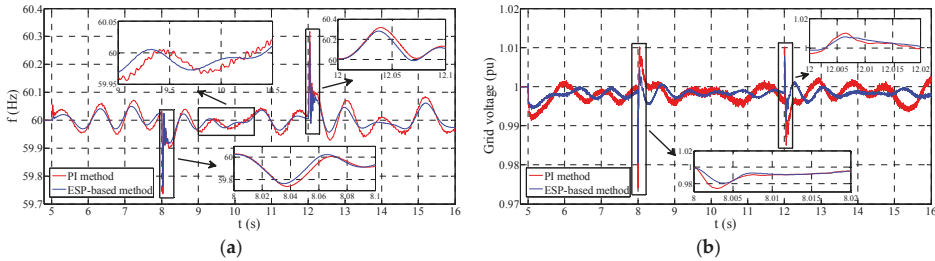 60.4
60.3
60.2
60.1
60
59.9
59.8
59.7
f (Hz)
60.05
60
59.95
9
9.5
10
10.5
60.4
60.2
60
12
12.05
12.1
60
59.8
8
8.02
8.04
8.06
8.08
8.1
PI method
ESP-based method
5 6 7 8 9 10 11 12 13 14 15 16
t (s)
(a)
1.02
1.01
1
0.99
0.98
0.97
Grid voltage (pu)
1.02
1
12 12.005 12.01 12.015 12.02
1.02
1
0.98
8 8.005 8.01 8.015 8.02
PI method
ESP-based method
5 6 7 8 9 10 11 12 13 14 15 16
t (s)
(b)